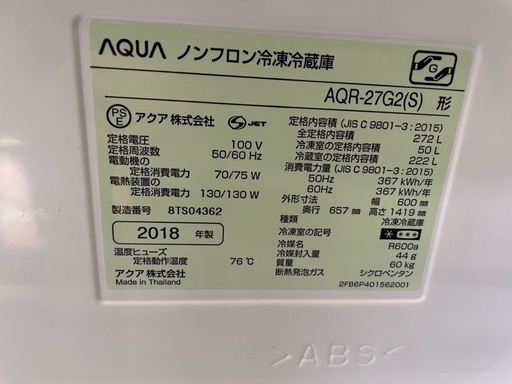 AQUA ノンフロン冷凍冷蔵庫
G
AQR-27G2(S) 形
PSE アクア株式会社 S JET
定格電圧 100 V
定格周波数 50/60 Hz
電動機の
定格消費電力 70/75 W
電熱装置の
定格消費電力 130/130 W
製造番号 8TS04362
2018 年製
温度ヒューズ
定格動作温度 76℃
アクア株式会社
Made in Thailand
定格内容積 (JIS C 9801-3:2015)
全定格内容積 272 L
冷凍室の定格内容積 50 L
冷蔵室の定格内容積 222 L
消費電力量 (JIS C 9801-3:2015)
50Hz 367 kWh/年
60Hz 367 kWh/年
外形寸法 幅 600 mm
奥行 657 mm 高さ 1419 mm
種類 冷凍冷蔵庫
冷凍室の記号
冷媒名 R600a
冷媒封入量 44 g
質量 60 kg
断熱発泡ガス シクロペンタン
2FB6P401562001
>ABS<